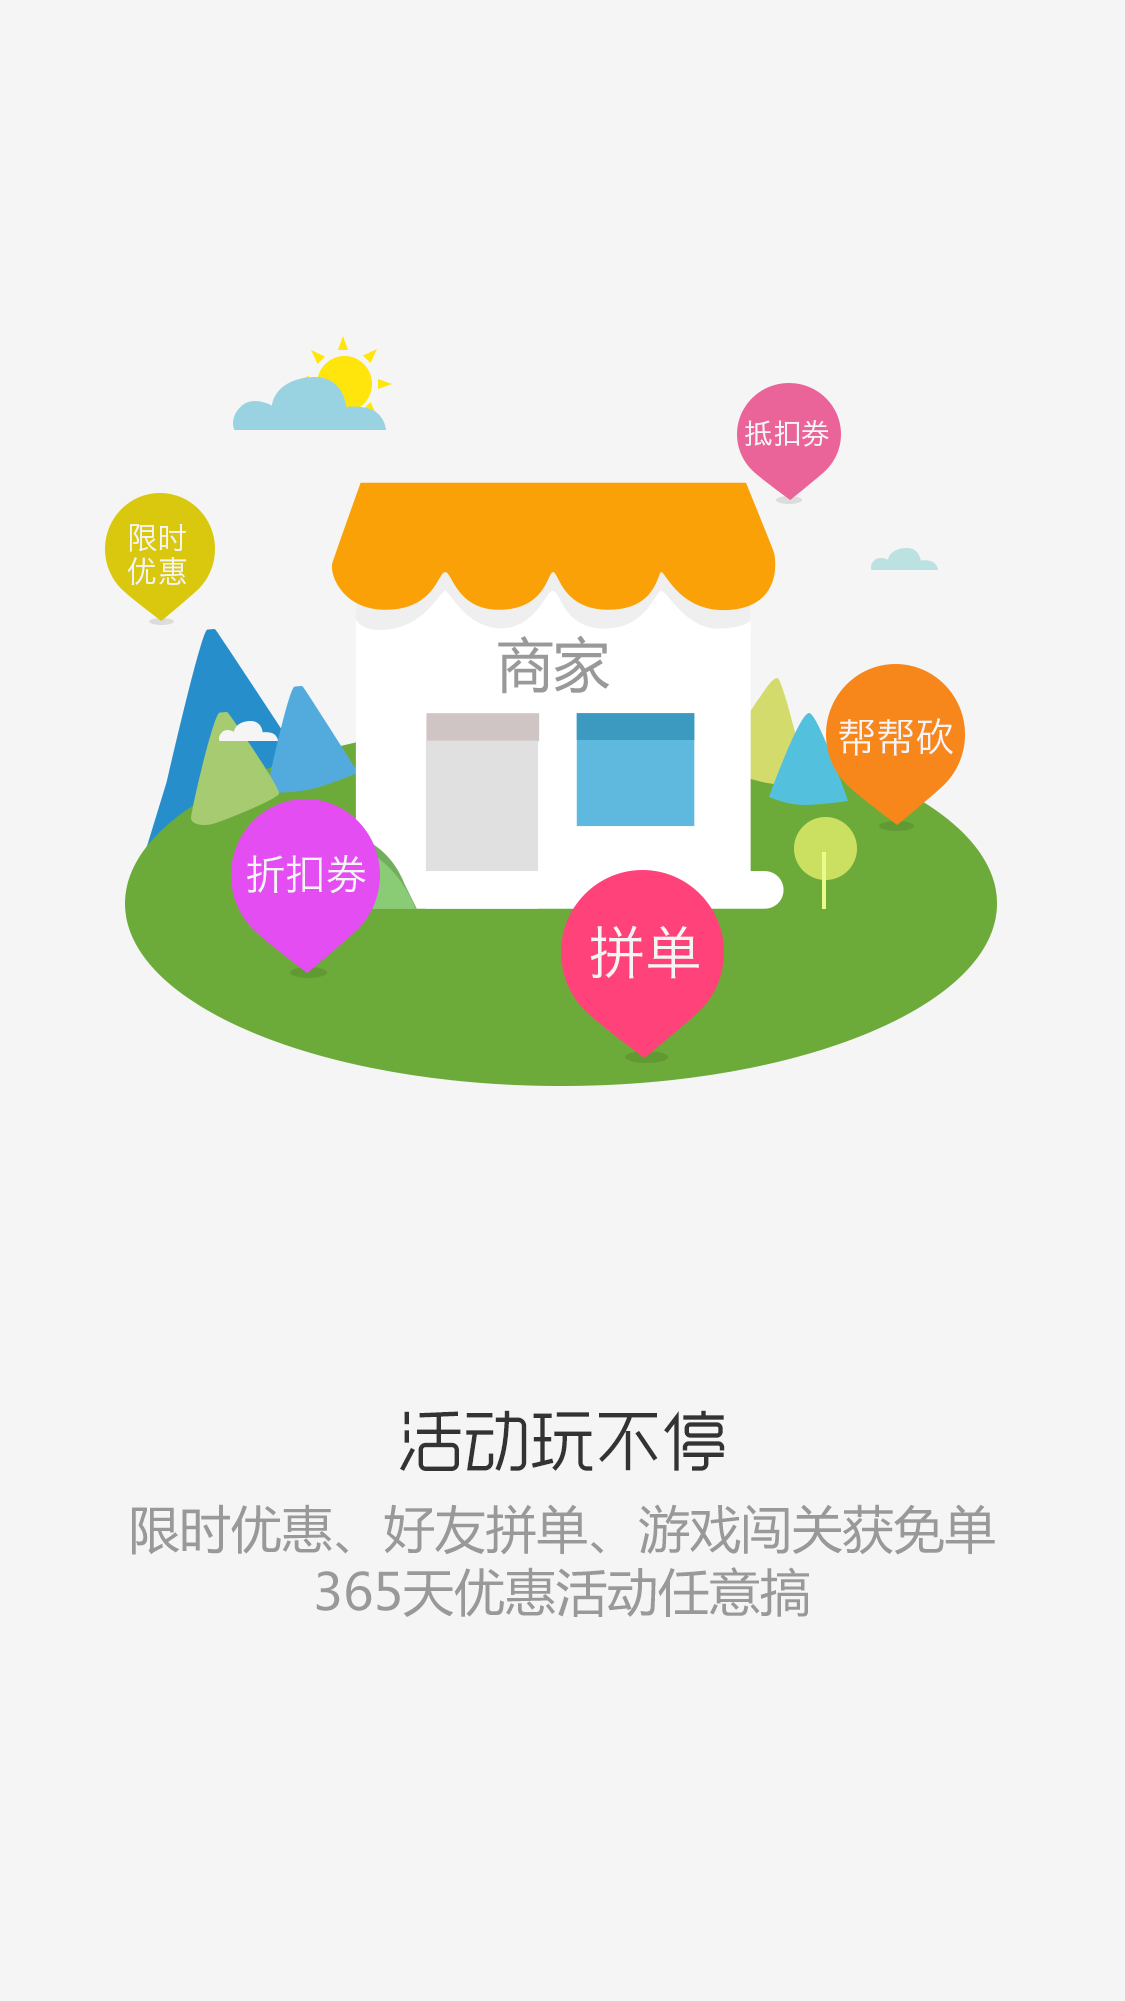 抵扣券
限时
优惠
商家
帮帮砍
折扣券
拼单
活动玩不停
限时优惠、好友拼单、游戏闯关获免单
365天优惠活动任意搞